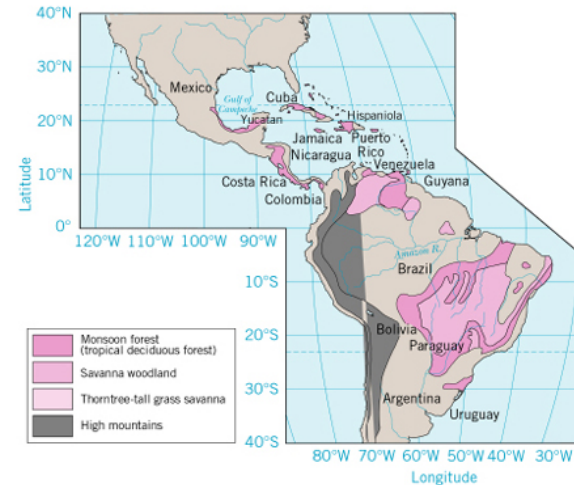 40°N
30°N
Mexico
Gulf of
Campeche
Cuba
Hispaniola
20°N
Yucatan
Jamaica Puerto
Nicaragua Rico
10°N
Venezuela
Costa Rica
Guyana
Colombia
Latitude
0°
120°W 110°W 100°W 90°W
Amazon R.
Brazil
10°S
Bolivia
20°S
Paraguay
30°S
Argentina
Uruguay
40°S
Monsoon forest
(tropical deciduous forest)
Savanna woodland
Thorntree-tall grass savanna
High mountains
80°W 70°W 60°W 50°W 40°W 30°W
Longitude